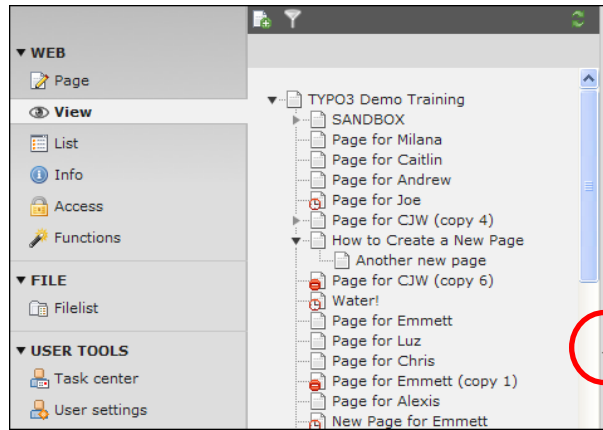 WEB
Page
View
List
Info
Access
Functions
FILE
Filelist
USER TOOLS
Task center
User settings
TYPO3 Demo Training
SANDBOX
Page for Milana
Page for Caitlin
Page for Andrew
Page for Joe
Page for CJW (copy 4)
How to Create a New Page
Another new page
Page for CJW (copy 6)
Water!
Page for Emmett
Page for Luz
Page for Chris
Page for Emmett (copy 1)
Page for Alexis
New Page for Emmett